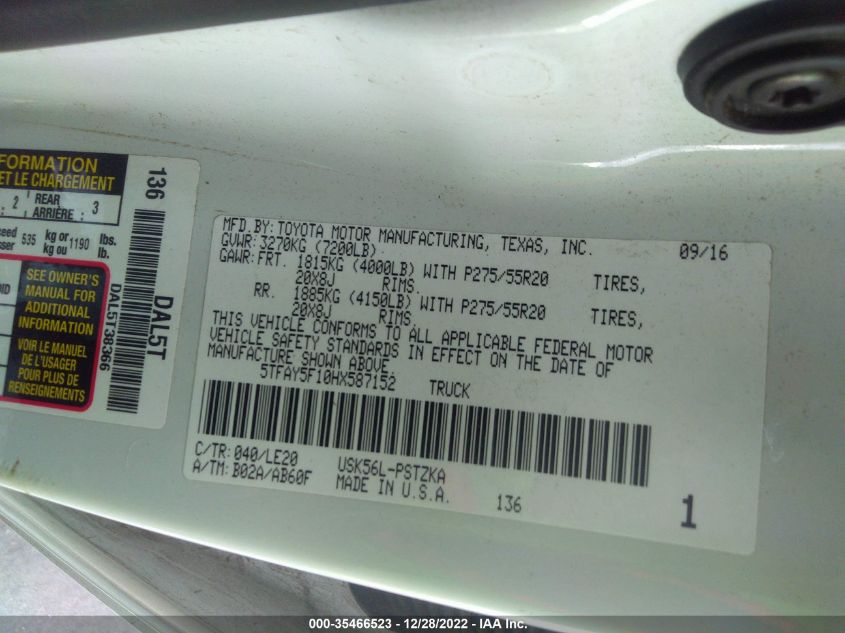 FORMATION
ET LE CHARGEMENT
2 REAR ARRIÈRE : 3
535 kg or 1190 lbs.
kg ou lb.
SEE OWNER'S
MANUAL FOR
ADDITIONAL
INFORMATION
VOIR LE MANUEL
DE L'USAGER
POUR PLUS DE
RENSEIGNEMENTS
136
DAL5T38366
DAL5T
MFD.BY: TOYOTA MOTOR MANUFACTURING, TEXAS, INC. 09/16
GVWR: 3270KG (7200LB)
GAWR: FRT. 1815KG (4000LB) WITH P275/55R20 TIRES,
20X8J RIMS.
RR. 1885KG (4150LB) WITH P275/55R20 TIRES,
20X8J RIMS.
THIS VEHICLE CONFORMS TO ALL APPLICABLE FEDERAL MOTOR
VEHICLE SAFETY STANDARDS IN EFFECT ON THE DATE OF
MANUFACTURE SHOWN ABOVE.
5TFAY5F10HX587152 TRUCK
C/TR: 040/LE20 USK56L-PSTZKA
A/TM: B02A/AB60F MADE IN U.S.A. 136
1
000-35466523 - 12/28/2022 - IAA Inc.